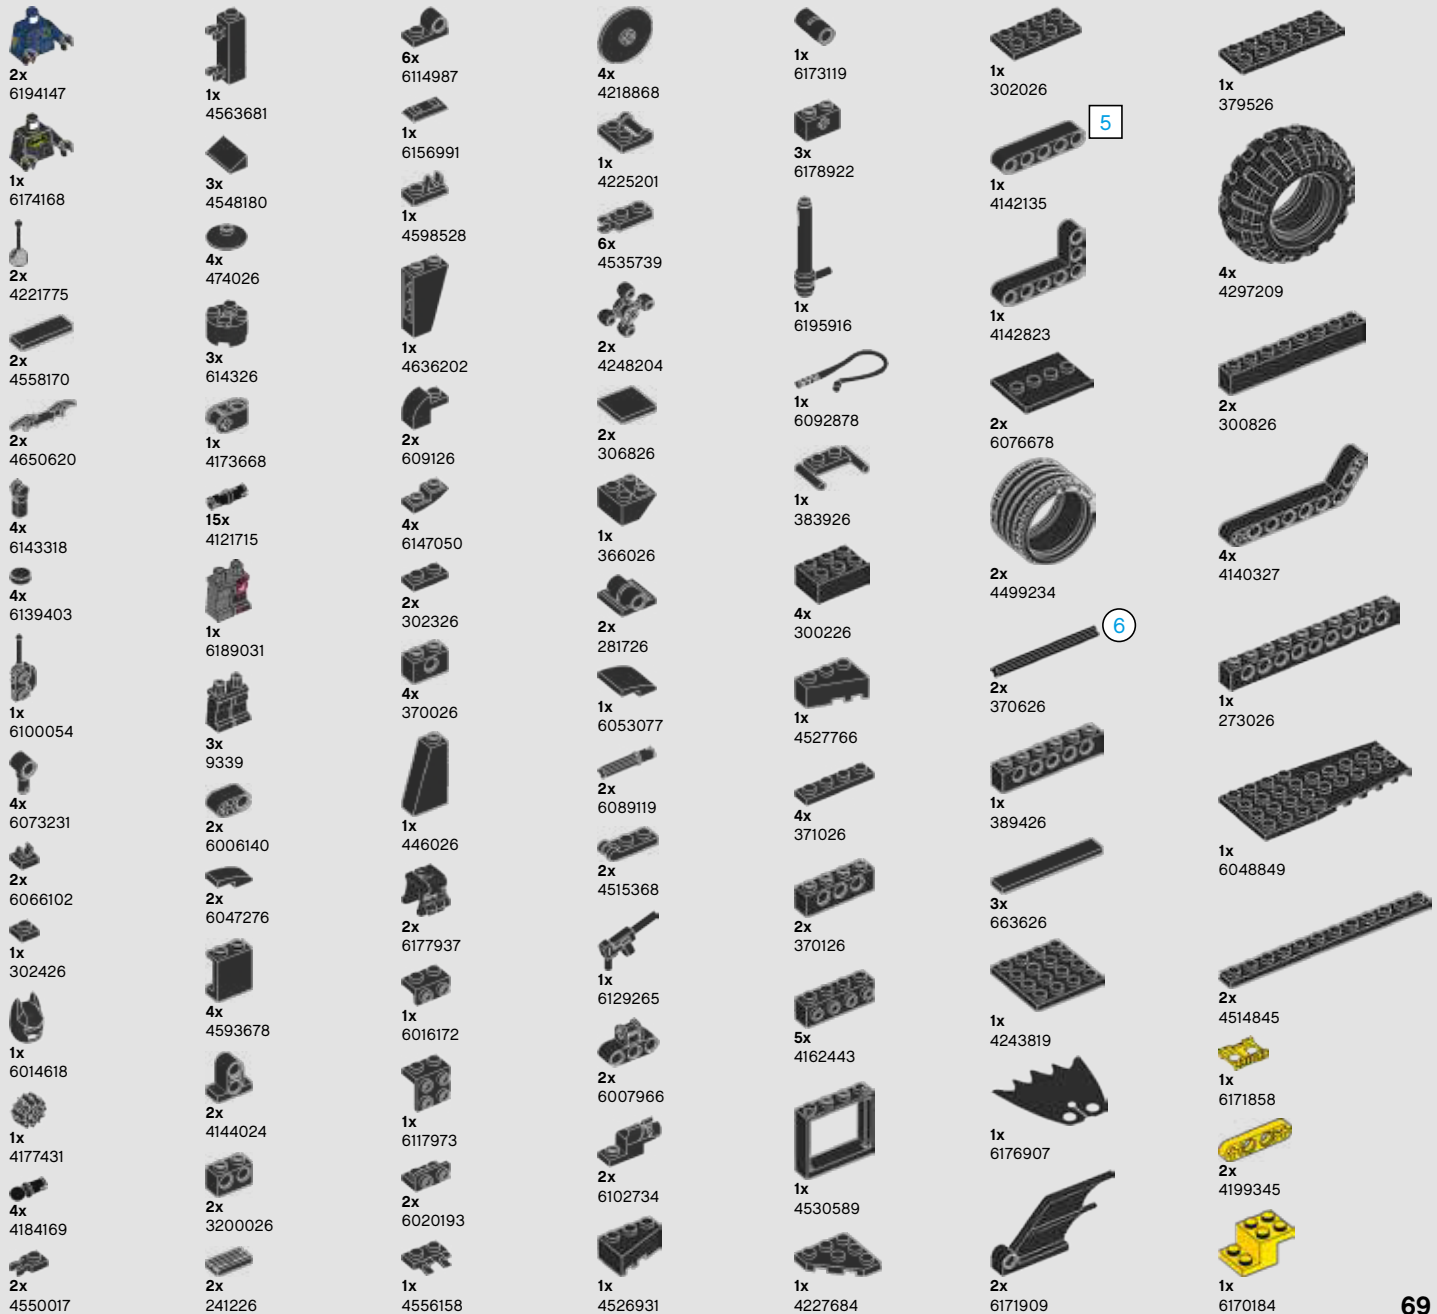 2x
6194147
1x
6174168
2x
4221775
2x
4558170
2x
4650620
4x
6143318
4x
6139403
1x
6100054
4x
6073231
2x
6066102
1x
302426
1x
6014618
1x
4177431
4x
4184169
2x
4550017
1x
4563681
3x
4548180
4x
474026
3x
614326
1x
4173668
15x
4121715
1x
6189031
3x
9339
2x
6006140
2x
6047276
4x
4593678
2x
4144024
2x
3200026
2x
241226
6x
6114987
1x
6156991
1x
4598528
1x
4636202
2x
609126
4x
6147050
2x
302326
4x
370026
1x
446026
2x
6177937
1x
6016172
1x
6117973
2x
6020193
1x
4556158
4x
4218868
1x
4225201
6x
4535739
2x
4248204
2x
306826
1x
366026
2x
281726
1x
6053077
2x
6089119
2x
4515368
1x
6129265
2x
6007966
2x
6102734
1x
4526931
1x
6173119
3x
6178922
1x
6195916
1x
6092878
1x
383926
4x
300226
1x
4527766
4x
371026
2x
370126
5x
4162443
1x
4530589
1x
4227684
1x
302026
5
1x
4142135
1x
4142823
2x
6076678
2x
4499234
6
2x
370626
1x
389426
3x
663626
1x
4243819
1x
6176907
2x
6171909
1x
379526
4x
4297209
2x
300826
4x
4140327
1x
273026
1x
6048849
2x
4514845
1x
6171858
2x
4199345
1x
6170184
69